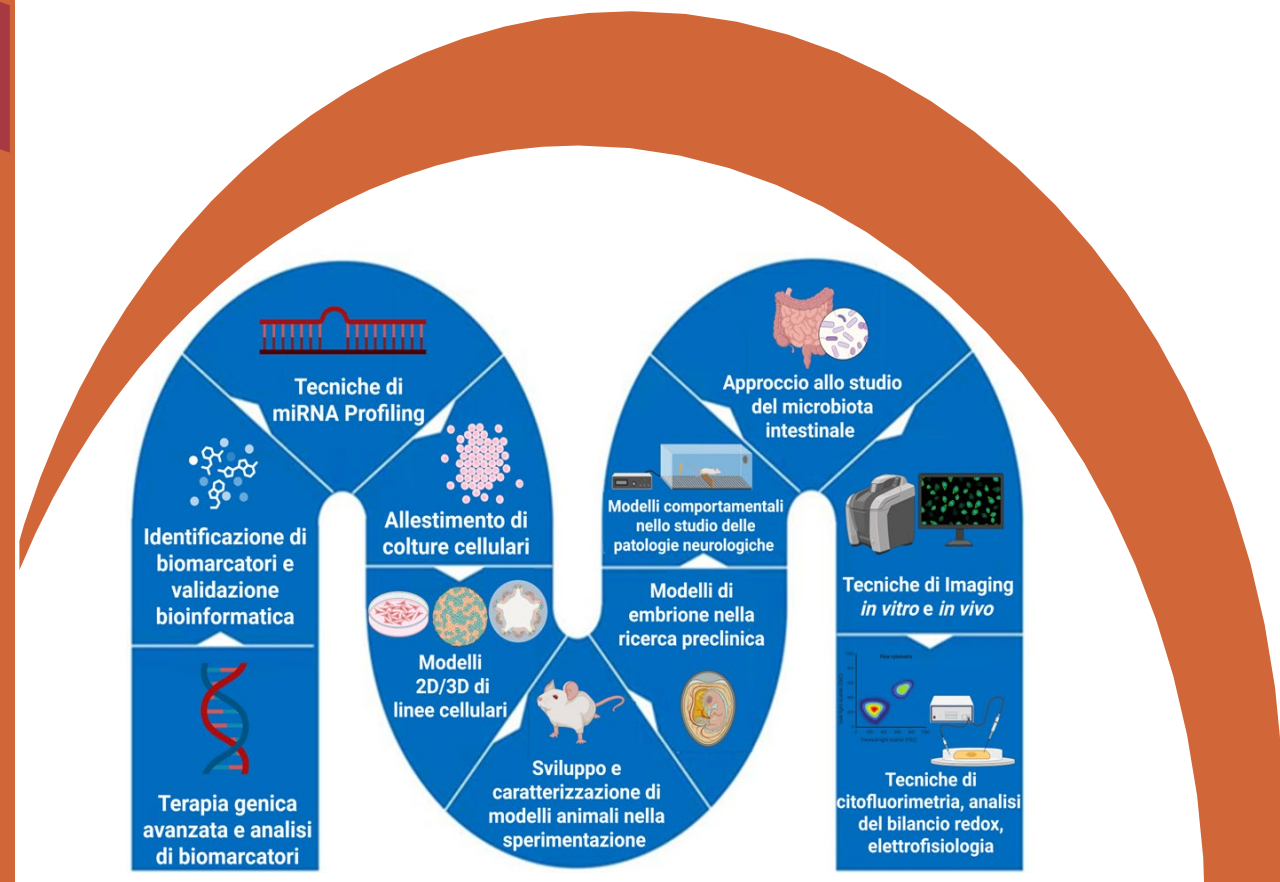 Terapia genica
avanzata e analisi
di biomarcatori
Identificazione di
biomarcatori e
validazione
bioinformatica
Tecniche di
miRNA Profiling
Allestimento di
colture cellulari
Modelli
2D/3D di
linee cellulari
Sviluppo e
caratterizzazione di
modelli animali nella
sperimentazione
Modelli di
embrione nella
ricerca preclinica
Modelli comportamentali
nello studio delle
patologie neurologiche
Approccio allo studio
del microbiota
intestinale
Tecniche di Imaging
in vitro e in vivo
Tecniche di
citofluorimetria, analisi
del bilancio redox,
elettrofisiologia